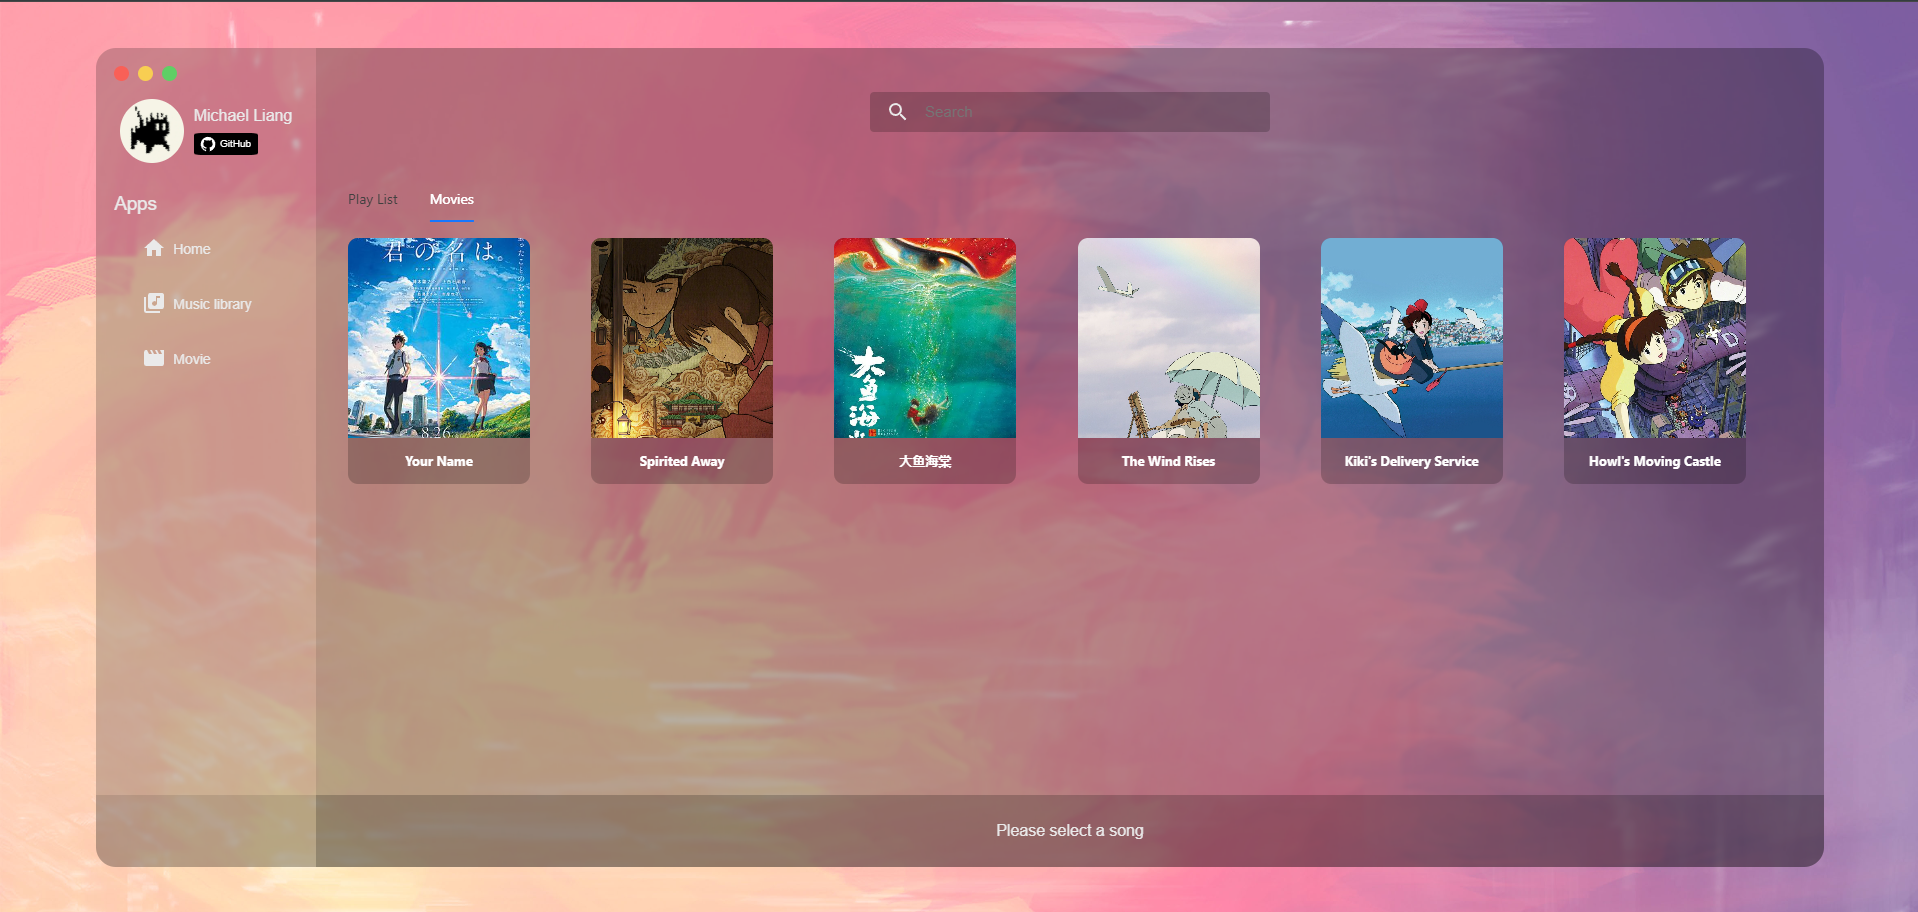 Michael Liang
GitHub
Search
Apps
Home
Music library
Movie
Play List
Movies
君の名は。
8.26
大鱼海
Your Name
Spirited Away
大鱼海棠
The Wind Rises
Kiki's Delivery Service
Howl's Moving Castle
Please select a song